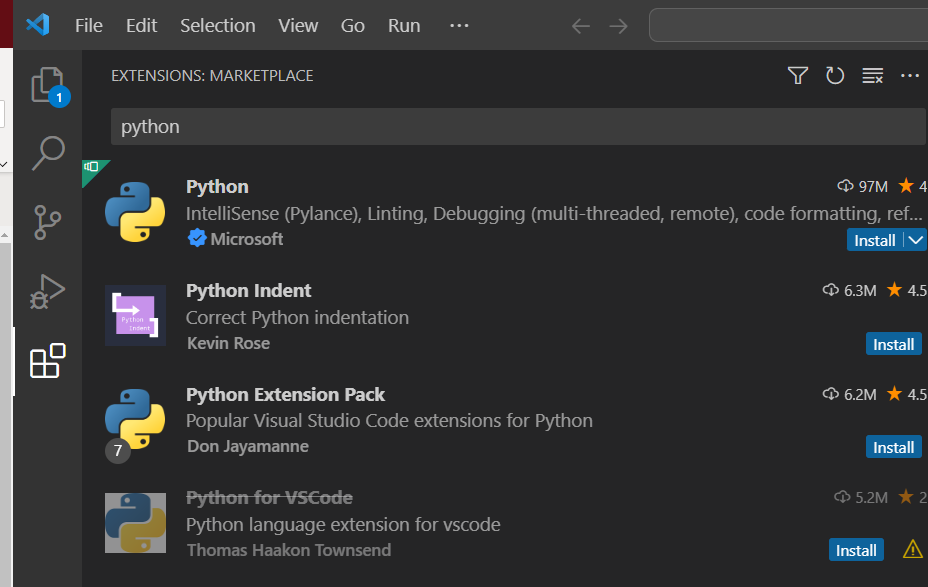 File Edit Selection View Go Run ...
1
EXTENSIONS: MARKETPLACE
python
Python 97M 4
IntelliSense (Pylance), Linting, Debugging (multi-threaded, remote), code formatting, ref...
Microsoft Install
Python Indent 6.3M 4.5
Python
Indent
Correct Python indentation
Kevin Rose Install
Python Extension Pack 6.2M 4.5
Popular Visual Studio Code extensions for Python
7
Don Jayamanne Install
Python for VSCode 5.2M 2
Python language extension for vscode
Thomas Haakon Townsend Install